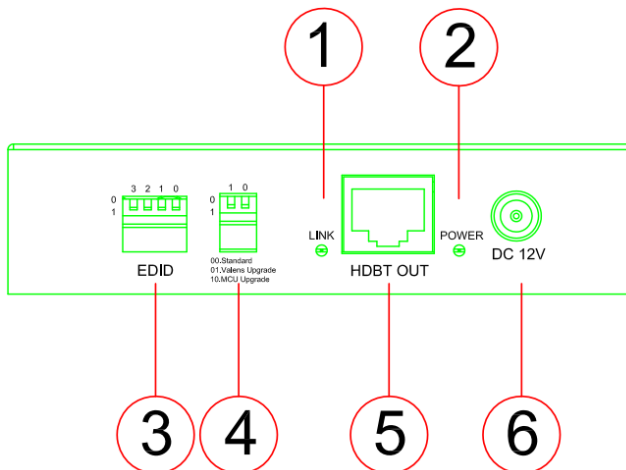 1 2
3 2 1 0
0
1
1 0
0
1
LINK
POWER
EDID
00.Standard
01.Valens Upgrade
10.MCU Upgrade
HDBT OUT
DC 12V
3 4 5 6